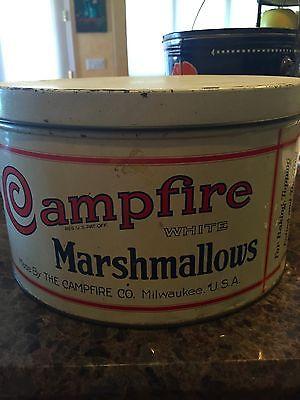 Campfire
REG. U.S. PAT. OFF.
WHITE
Marshmallows
Made By THE CAMPFIRE CO. Milwaukee, U.S.A.
For Baking, Topping